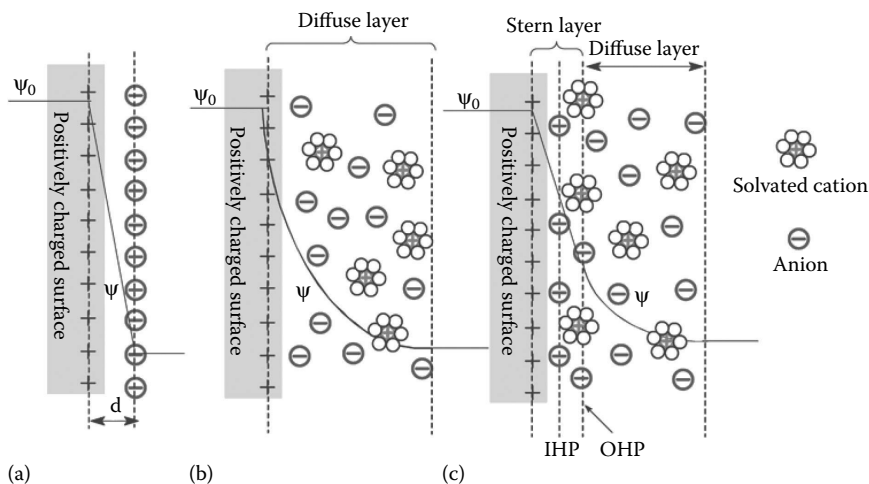 Diffuse layer
Stern layer
Diffuse layer
Ψ0
Ψ0
Ψ0
Positively charged surface
Positively charged surface
Positively charged surface
Solvated cation
Anion
Ψ
Ψ
Ψ
d
IHP
OHP
(a)
(b)
(c)